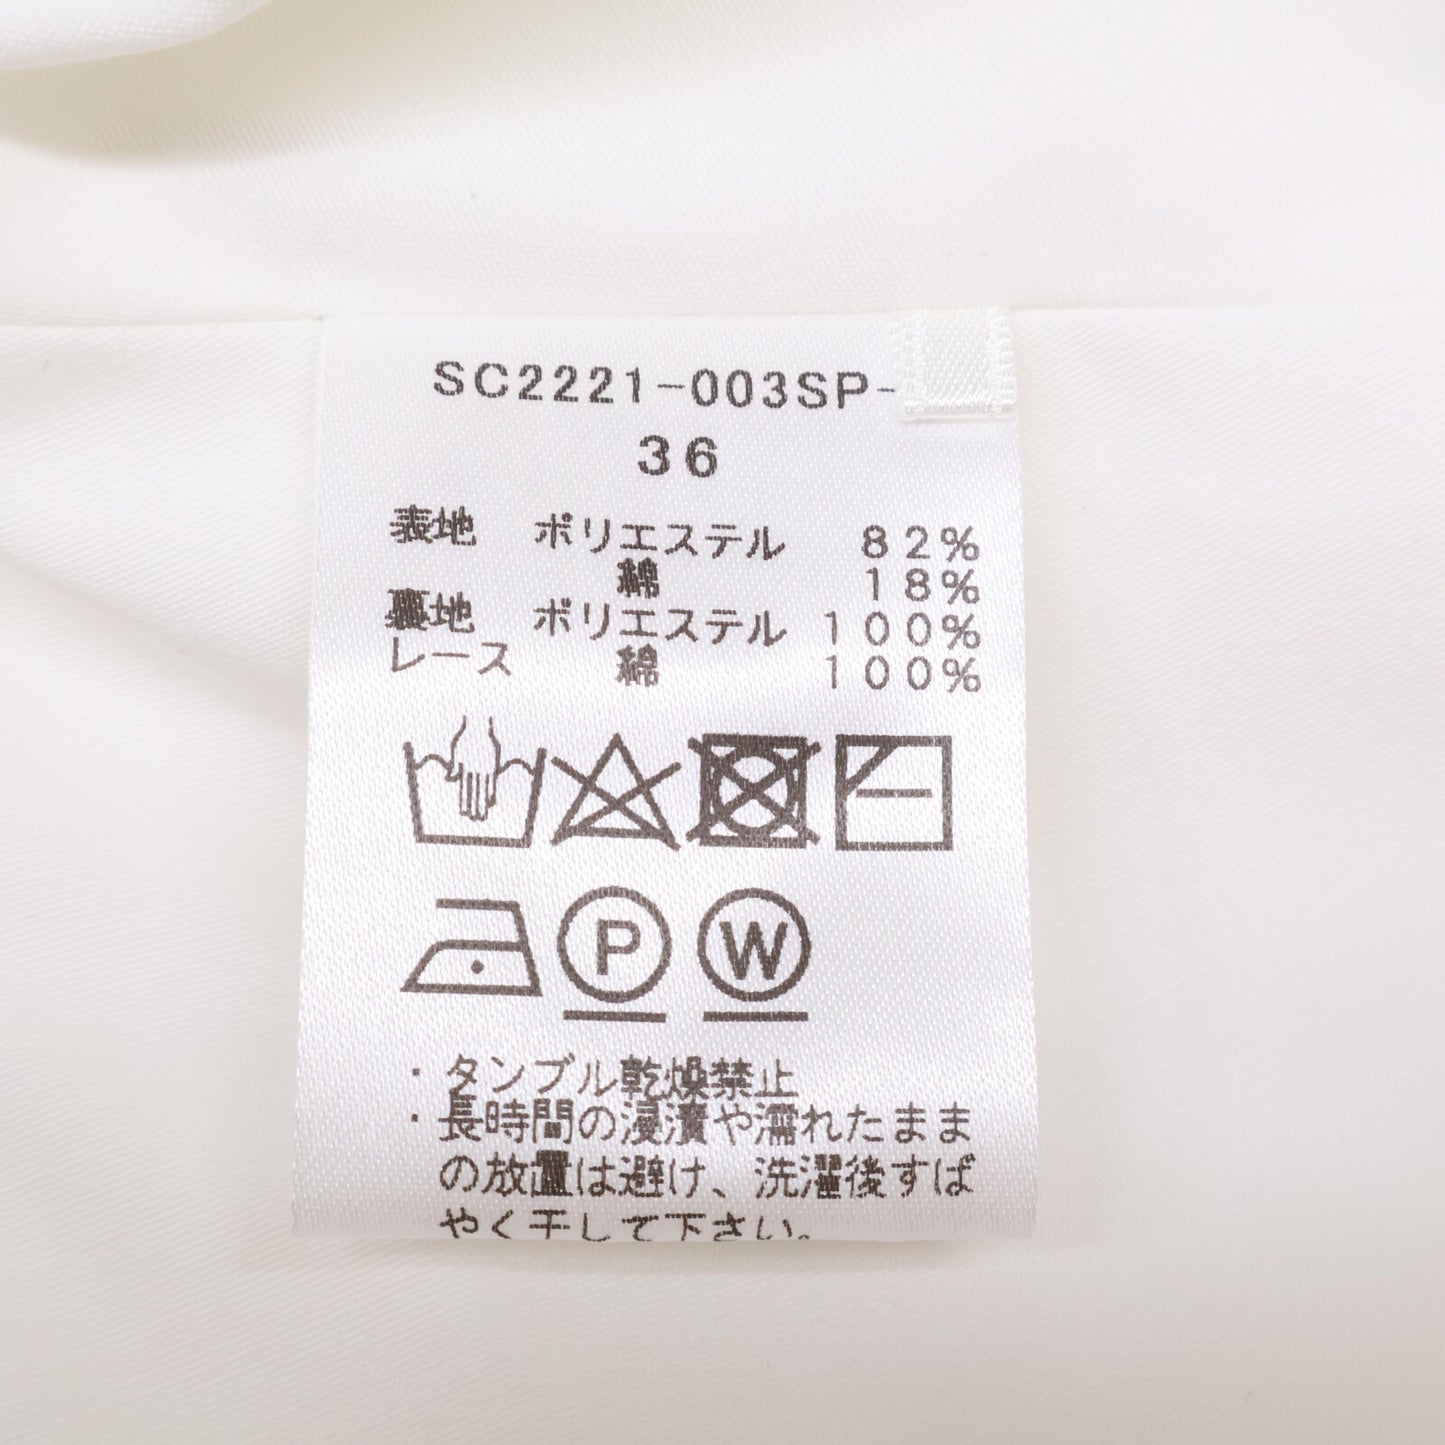 SC2221-003SP-
36
表地 ポリエステル 82%
綿 18%
裏地 ポリエステル 100%
レース 綿 100%
P W
・タンブル乾燥禁止
・長時間の浸漬や濡れたまま
の放置は避け、洗濯後すば
やく干して下さい。